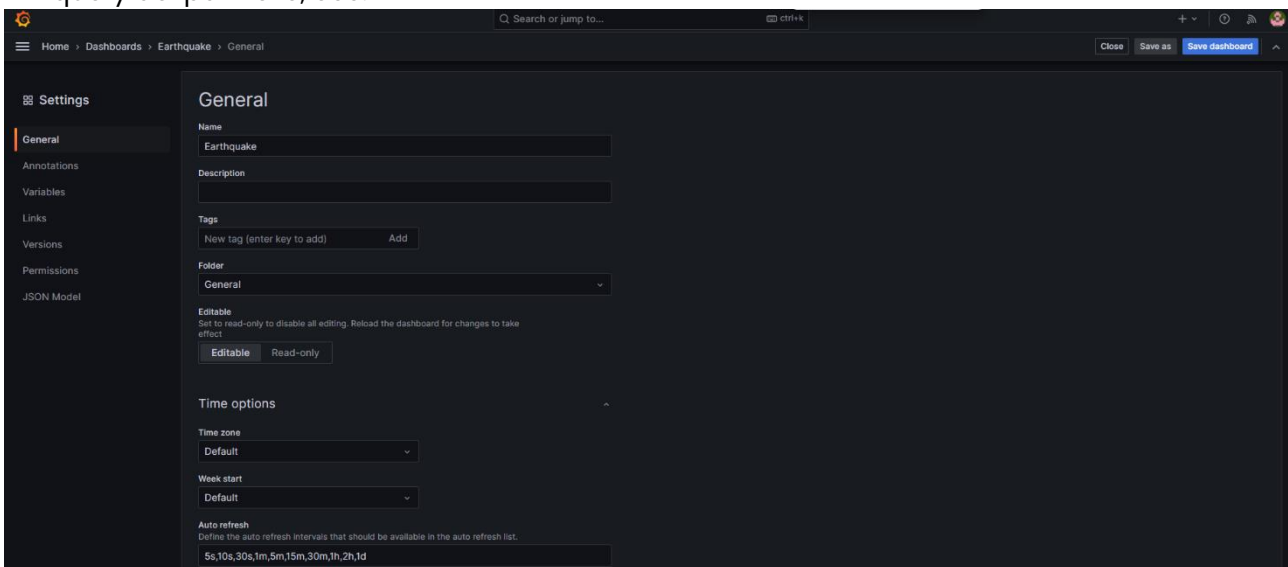 Search or jump to...
ctrl+k
Home › Dashboards › Earthquake › General
Close
Save as
Save dashboard
Settings
General
Annotations
Variables
Links
Versions
Permissions
JSON Model
General
Name
Earthquake
Description
Tags
New tag (enter key to add)
Add
Folder
General
Editable
Set to read-only to disable all editing. Reload the dashboard for changes to take
effect
Editable
Read-only
Time options
Time zone
Default
Week start
Default
Auto refresh
Define the auto refresh intervals that should be available in the auto refresh list.
5s,10s,30s,1m,5m,15m,30m,1h,2h,1d